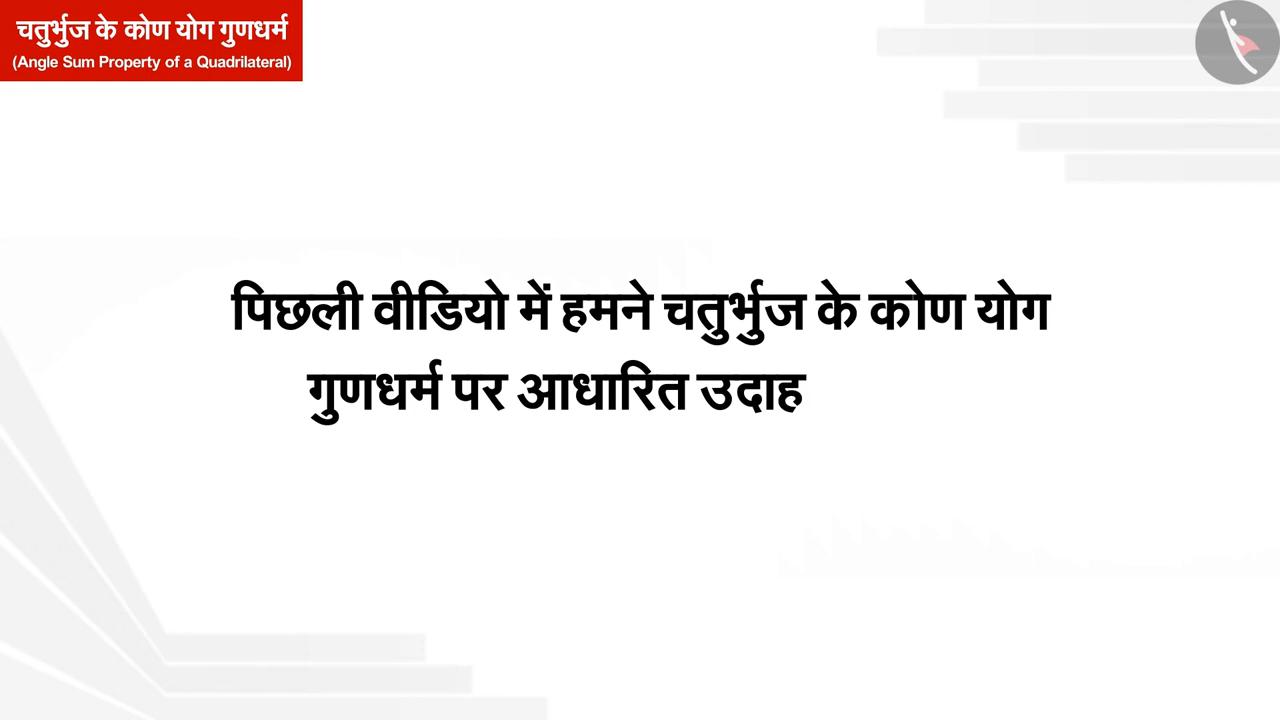 चतुर्भुज के कोण योग गुणधर्म
(Angle Sum Property of a Quadrilateral)
पिछली वीडियो में हमने चतुर्भुज के कोण योग
गुणधर्म पर आधारित उदाह